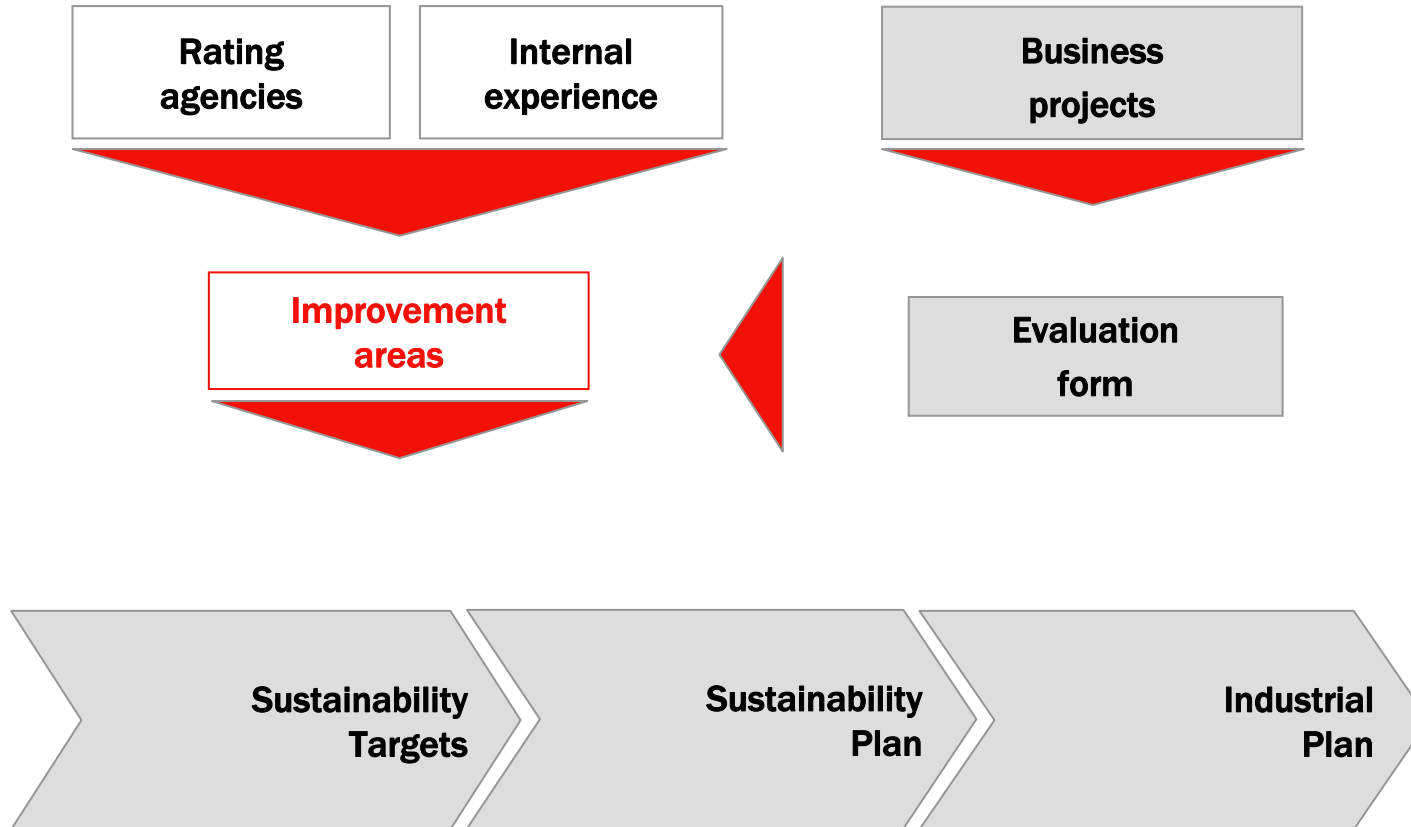 Rating
agencies
Internal
experience
Business
projects
Improvement
areas
Evaluation
form
Sustainability
Targets
Sustainability
Plan
Industrial
Plan